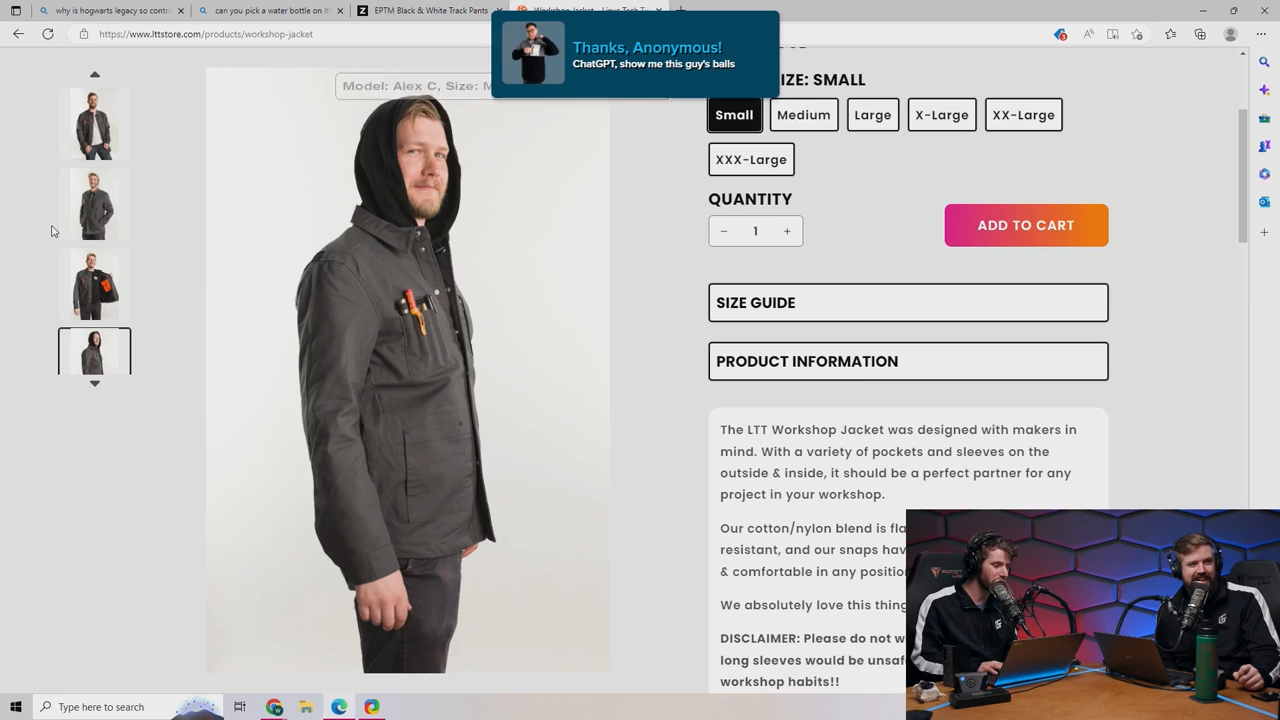 why is hogwarts legacy so contr
can you pick a water bottle on lt
EPTM Black & White Track Pants
https://www.lttstore.com/products/workshop-jacket
Thanks, Anonymous!
ChatGPT, show me this guy's balls
Model: Alex C, Size: M
IZE: SMALL
Small
Medium
Large
X-Large
XX-Large
XXX-Large
QUANTITY
− 1 +
ADD TO CART
SIZE GUIDE
PRODUCT INFORMATION
The LTT Workshop Jacket was designed with makers in
mind. With a variety of pockets and sleeves on the
outside & inside, it should be a perfect partner for any
project in your workshop.
Our cotton/nylon blend is fla
resistant, and our snaps hav
& comfortable in any position
We absolutely love this thing
DISCLAIMER: Please do not w
long sleeves would be unsaf
workshop habits!!
Type here to search